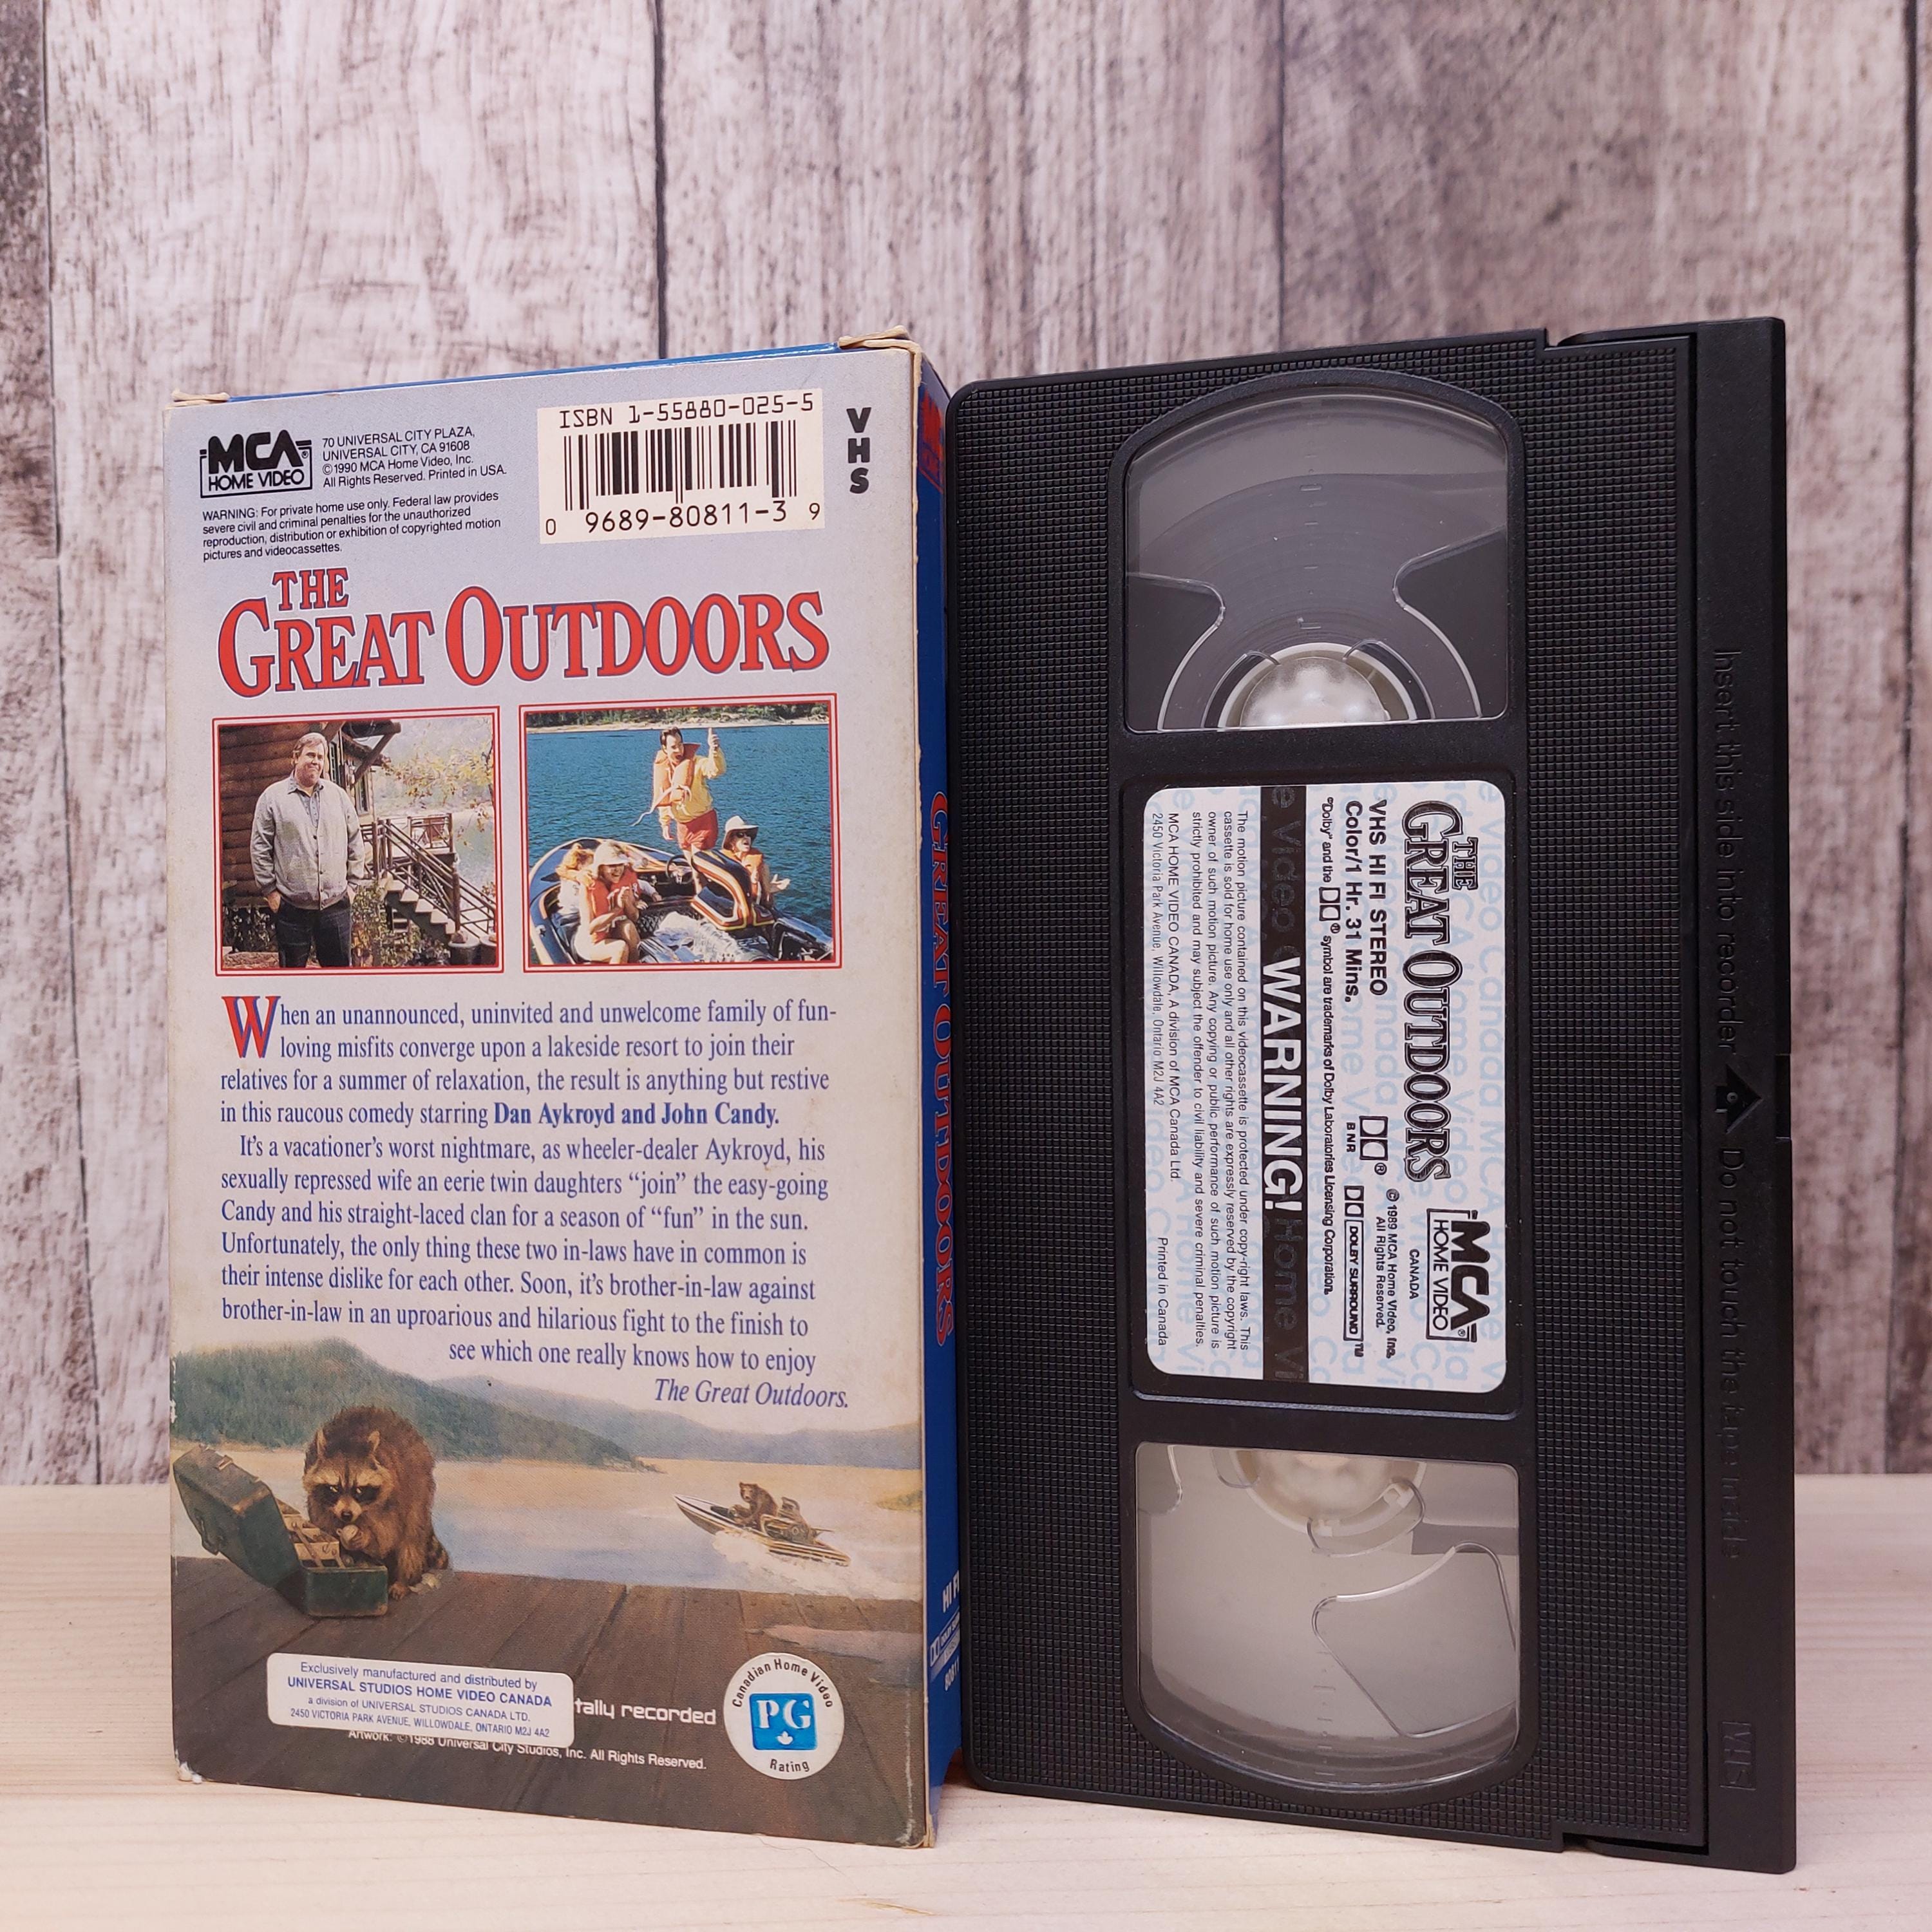 MCA
HOME VIDEO
70 UNIVERSAL CITY PLAZA,
UNIVERSAL CITY, CA 91608
©1990 MCA Home Video, Inc.
All Rights Reserved. Printed in USA.
WARNING: For private home use only. Federal law provides
severe civil and criminal penalties for the unauthorized
reproduction, distribution or exhibition of copyrighted motion
pictures and videocassettes.
ISBN 1-55880-025-5
0 9689-80811-3 9
VHS
THE
GREAT OUTDOORS
When an unannounced, uninvited and unwelcome family of fun-
loving misfits converge upon a lakeside resort to join their
relatives for a summer of relaxation, the result is anything but restive
in this raucous comedy starring Dan Aykroyd and John Candy.
It's a vacationer's worst nightmare, as wheeler-dealer Aykroyd, his
sexually repressed wife an eerie twin daughters “join” the easy-going
Candy and his straight-laced clan for a season of “fun” in the sun.
Unfortunately, the only thing these two in-laws have in common is
their intense dislike for each other. Soon, it's brother-in-law against
brother-in-law in an uproarious and hilarious fight to the finish to
see which one really knows how to enjoy
The Great Outdoors.
Exclusively manufactured and distributed by
UNIVERSAL STUDIOS HOME VIDEO CANADA
a division of UNIVERSAL STUDIOS CANADA LTD.
2450 VICTORIA PARK AVENUE, WILLOWDALE, ONTARIO M2J 4A2
tally recorded
Artwork: ©1988 Universal City Studios, Inc. All Rights Reserved.
Canadian Home Video
PG
Rating
GREAT OUTDOORS
HI FI
THE
GREAT OUTDOORS
MCA
HOME VIDEO
CANADA
© 1989 MCA Home Video, Inc.
All Rights Reserved.
VHS HI FI STEREO
Color/1 Hr. 31 Mins.
BNR
DOLBY SURROUND TM
"Dolby" and the symbol are trademarks of Dolby Laboratories Licensing Corporation.
WARNING!
The motion picture contained on this videocassette is protected under copy-right laws. This
cassette is sold for home use only and all other rights are expressly reserved by the copyright
owner of such motion picture. Any copying or public performance of such motion picture is
strictly prohibited and may subject the offender to civil liability and severe criminal penalties.
MCA HOME VIDEO CANADA, A division of MCA Canada Ltd.
2450 Victoria Park Avenue, Willowdale, Ontario M2J 4A2
Printed in Canada
Insert this side into recorder
Do not touch the tape inside
VHS